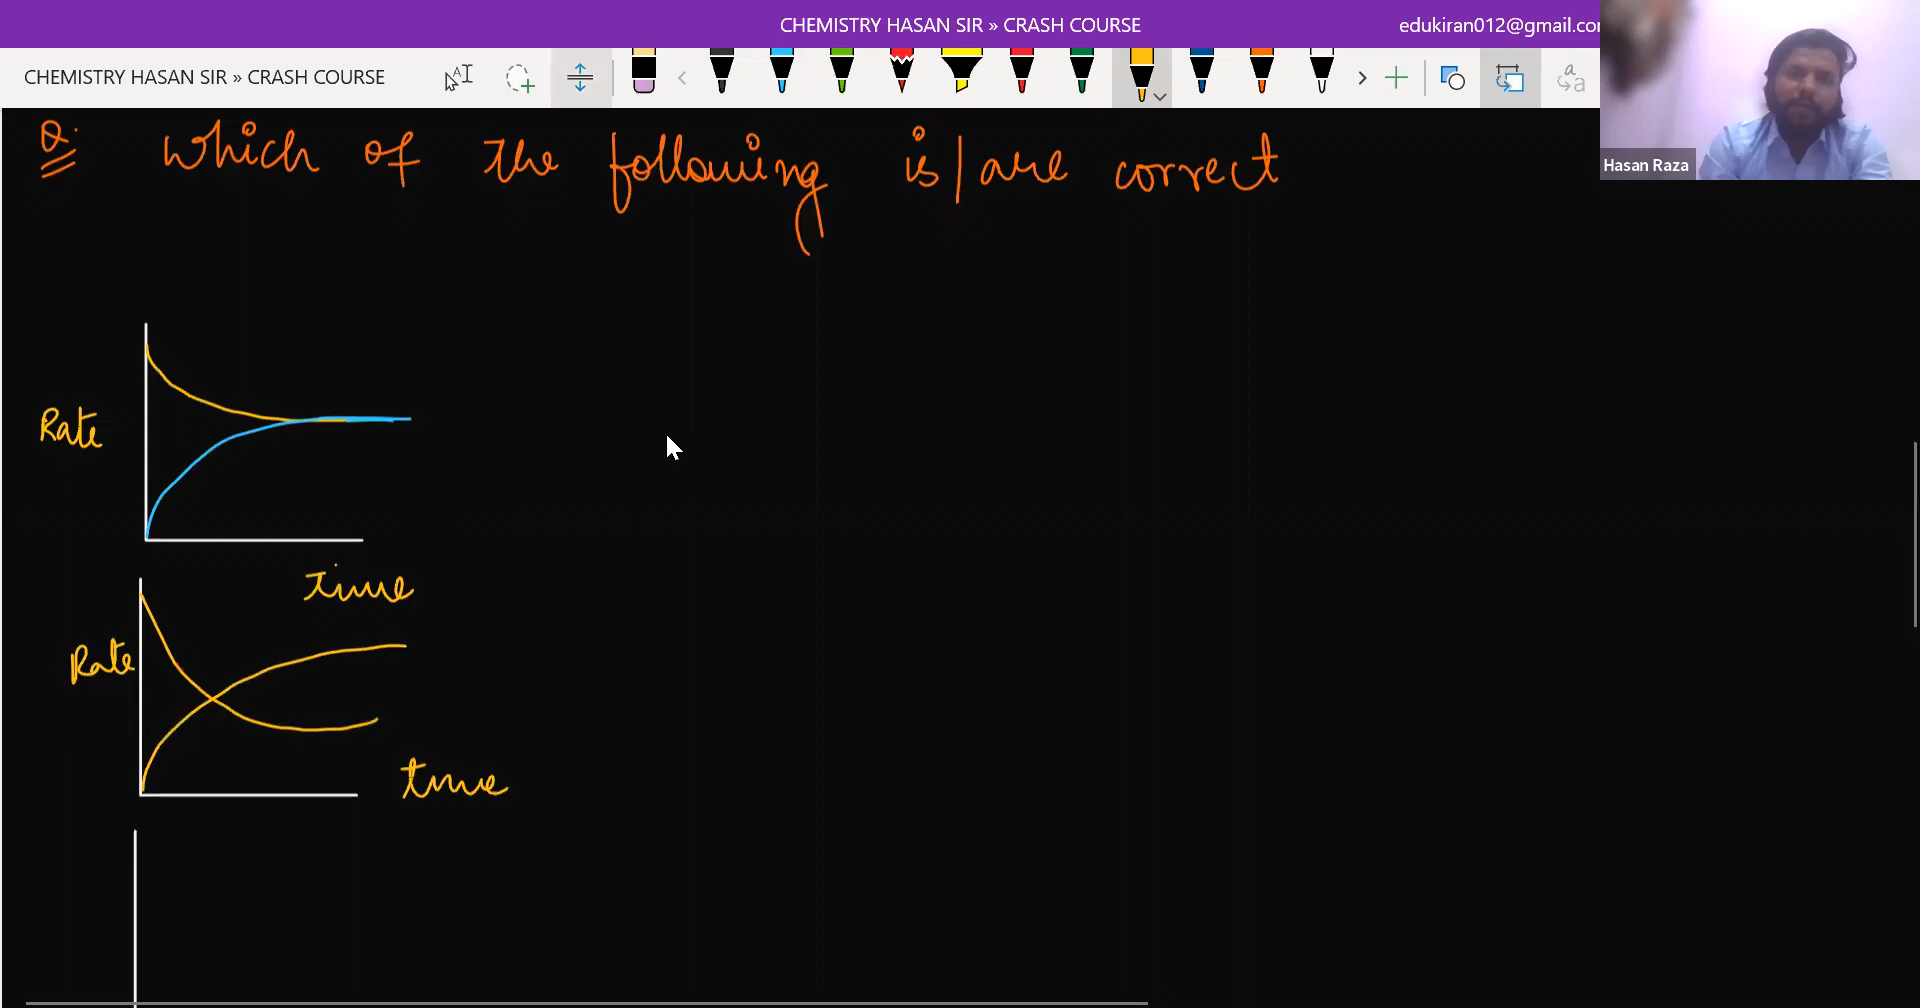 CHEMISTRY HASAN SIR » CRASH COURSE
edukiran012@gmail.com
CHEMISTRY HASAN SIR » CRASH COURSE
Hasan Raza
Q. Which of the following is/are correct
Rate
time
Rate
time